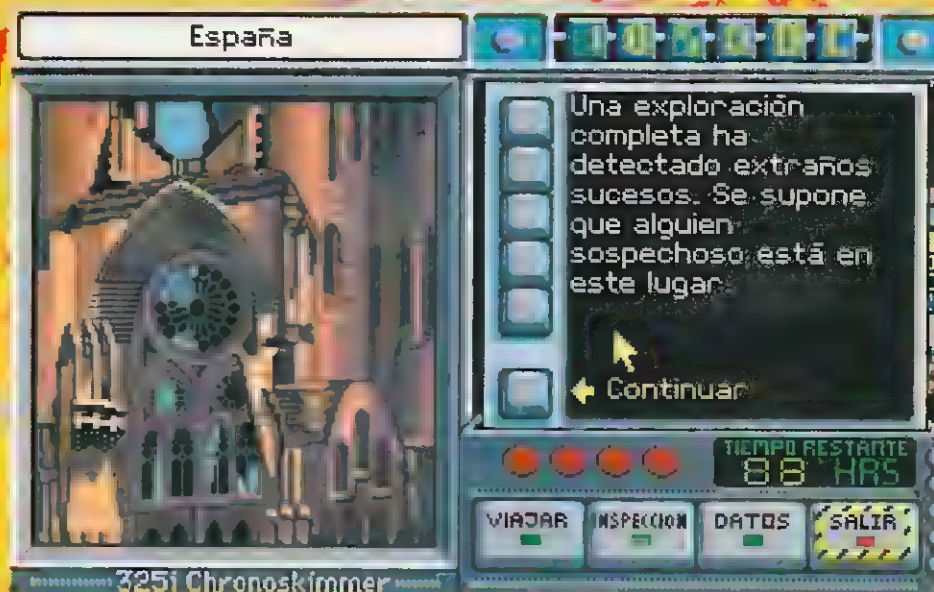 España
Una exploración
completa ha
detectado extraños
sucesos. Se supone
que alguien
sospechoso está en
este lugar.
Continuar
TIEMPO RESTANTE
88 HRS
VIAJAR
INSPECCION
DATOS
SALIR
325i Chronoskimmer